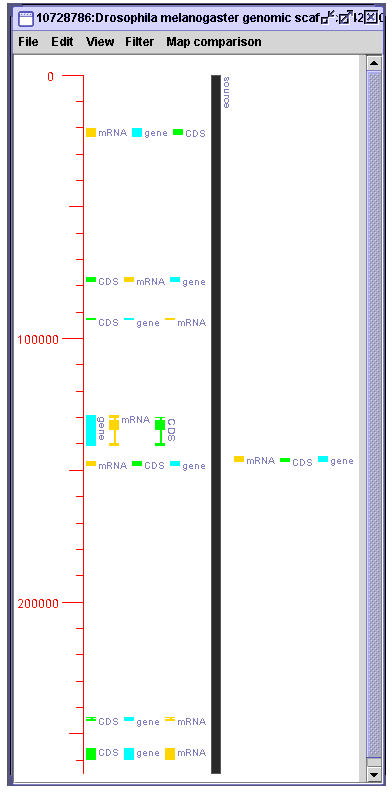 10728786:Drosophila melanogaster genomic scaf
File Edit View Filter Map comparison
0
source
mRNA gene CDS
CDS mRNA gene
CDS gene mRNA
100000
gene mRNA CDS
mRNA CDS gene
mRNA CDS gene
200000
CDS gene mRNA
CDS gene mRNA